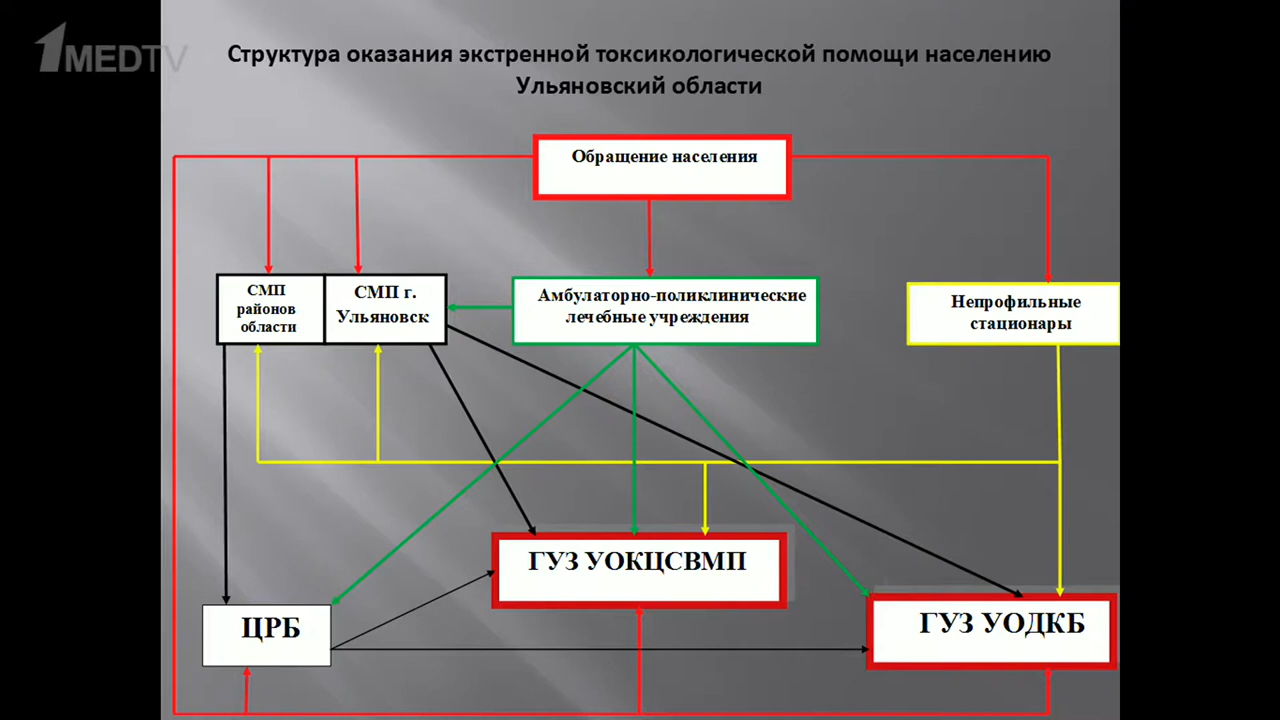 1MEDTV
Структура оказания экстренной токсикологической помощи населению
Ульяновский области
Обращение населения
СМП
районов
области
СМП г.
Ульяновск
Амбулаторно-поликлинические
лечебные учреждения
Непрофильные
стационары
ГУЗ УОКЦСВМП
ЦРБ
ГУЗ УОДКБ